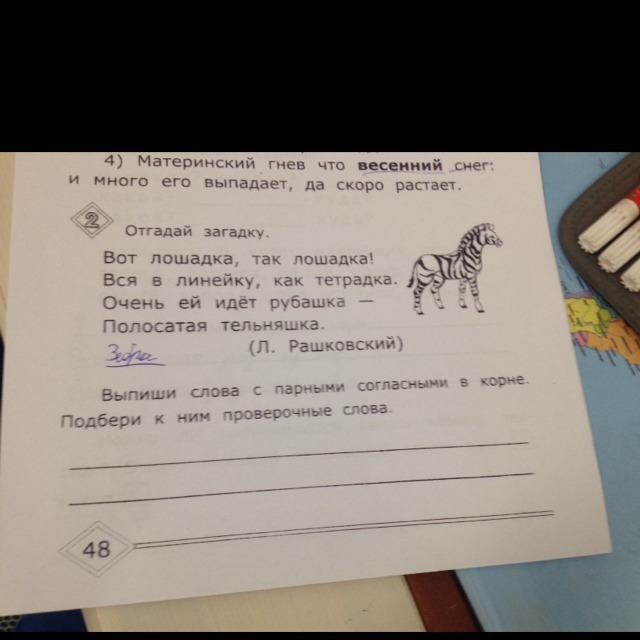 4) Материнский гнев что весенний снег:
и много его выпадает, да скоро растает.
2
Отгадай загадку.
Вот лошадка, так лошадка!
Вся в линейку, как тетрадка.
Очень ей идёт рубашка —
Полосатая тельняшка.
Зебра
(Л. Рашковский)
Выпиши слова с парными согласными в корне.
Подбери к ним проверочные слова.
48